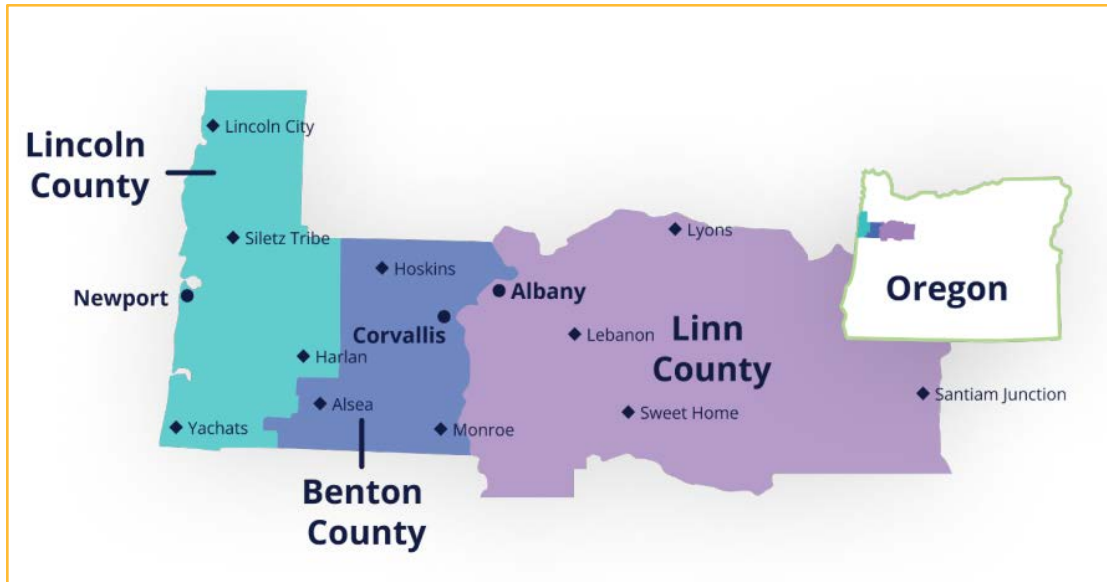 Lincoln City
Lincoln
County
Siletz Tribe
Newport
Harlan
Yachats
Hoskins
Corvallis
Alsea
Monroe
Benton
County
Albany
Lyons
Lebanon
Linn
County
Sweet Home
Santiam Junction
Oregon